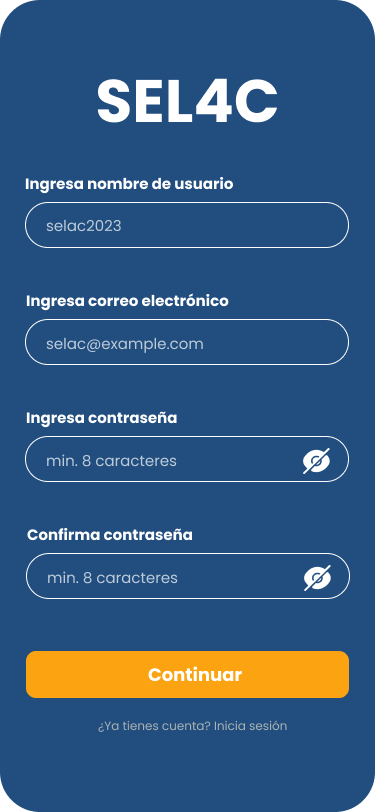 SEL4C
Ingresa nombre de usuario
selac2023
Ingresa correo electrónico
selac@example.com
Ingresa contraseña
min. 8 caracteres
Confirma contraseña
min. 8 caracteres
Continuar
¿Ya tienes cuenta? Inicia sesión